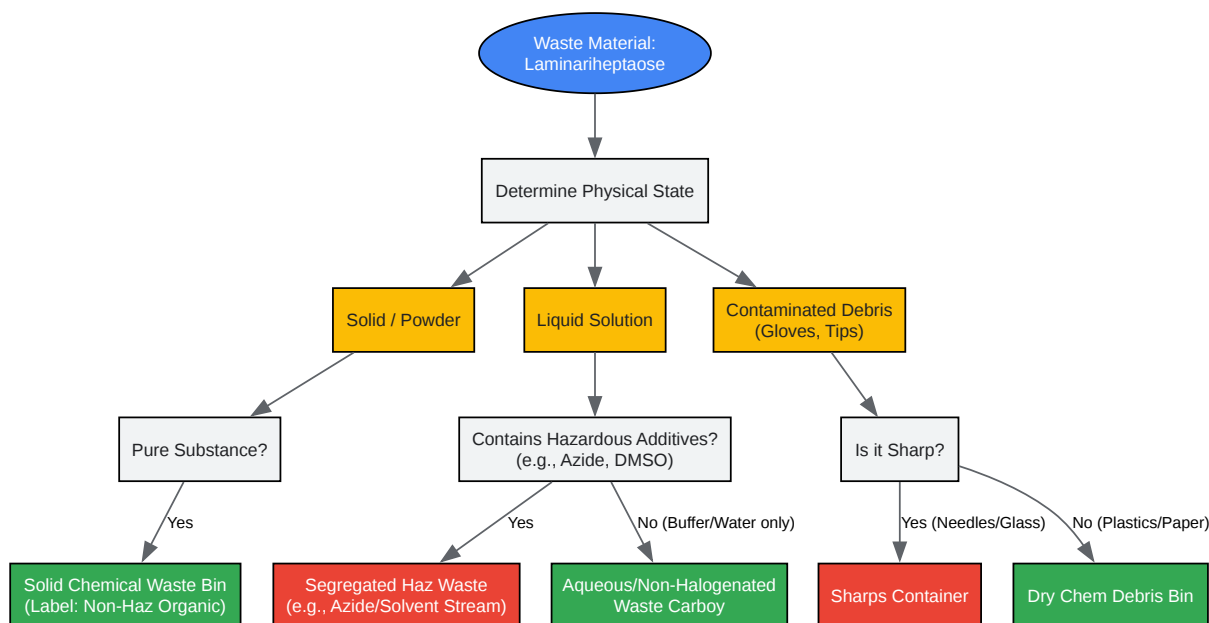 Waste Material:
Laminariheptaose
Determine Physical State
Solid / Powder
Liquid Solution
Contaminated Debris
(Gloves, Tips)
Pure Substance?
Contains Hazardous Additives?
(e.g., Azide, DMSO)
Is it Sharp?
Yes
Yes
No (Buffer/Water only)
Yes (Needles/Glass)
No (Plastics/Paper)
Solid Chemical Waste Bin
(Label: Non-Haz Organic)
Segregated Haz Waste
(e.g., Azide/Solvent Stream)
Aqueous/Non-Halogenated
Waste Carboy
Sharps Container
Dry Chem Debris Bin